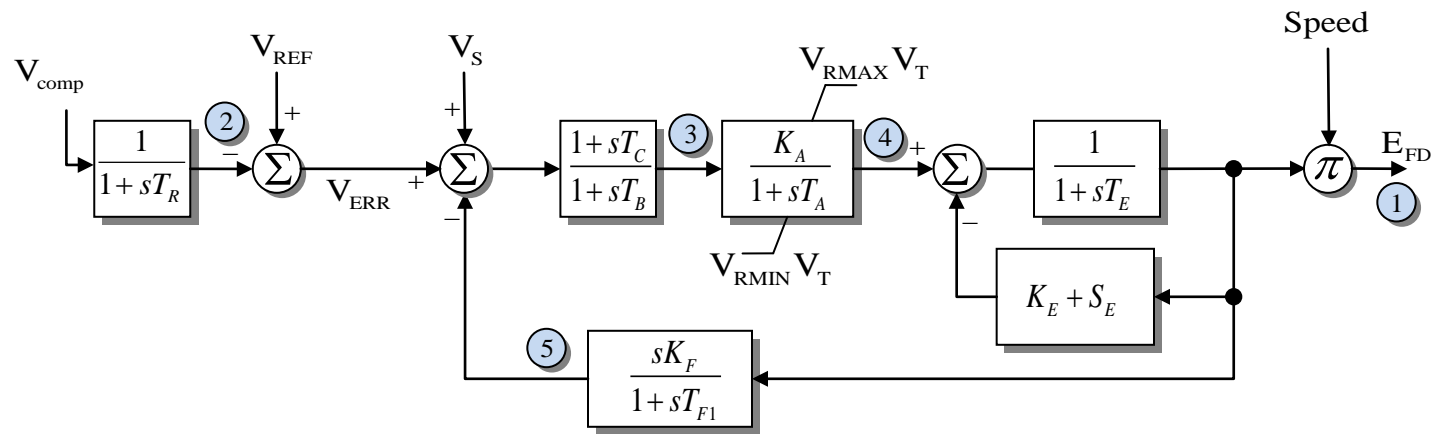 Speed
V_REF
V_S
V_RMAX V_T
V_comp
2
3
4
+
+
1
1 + sT_R
−
Σ
+
V_ERR
Σ
−
1 + sT_C
1 + sT_B
K_A
1 + sT_A
+
Σ
−
1
1 + sT_E
π
E_FD
1
V_RMIN V_T
K_E + S_E
5
sK_F
1 + sT_F1